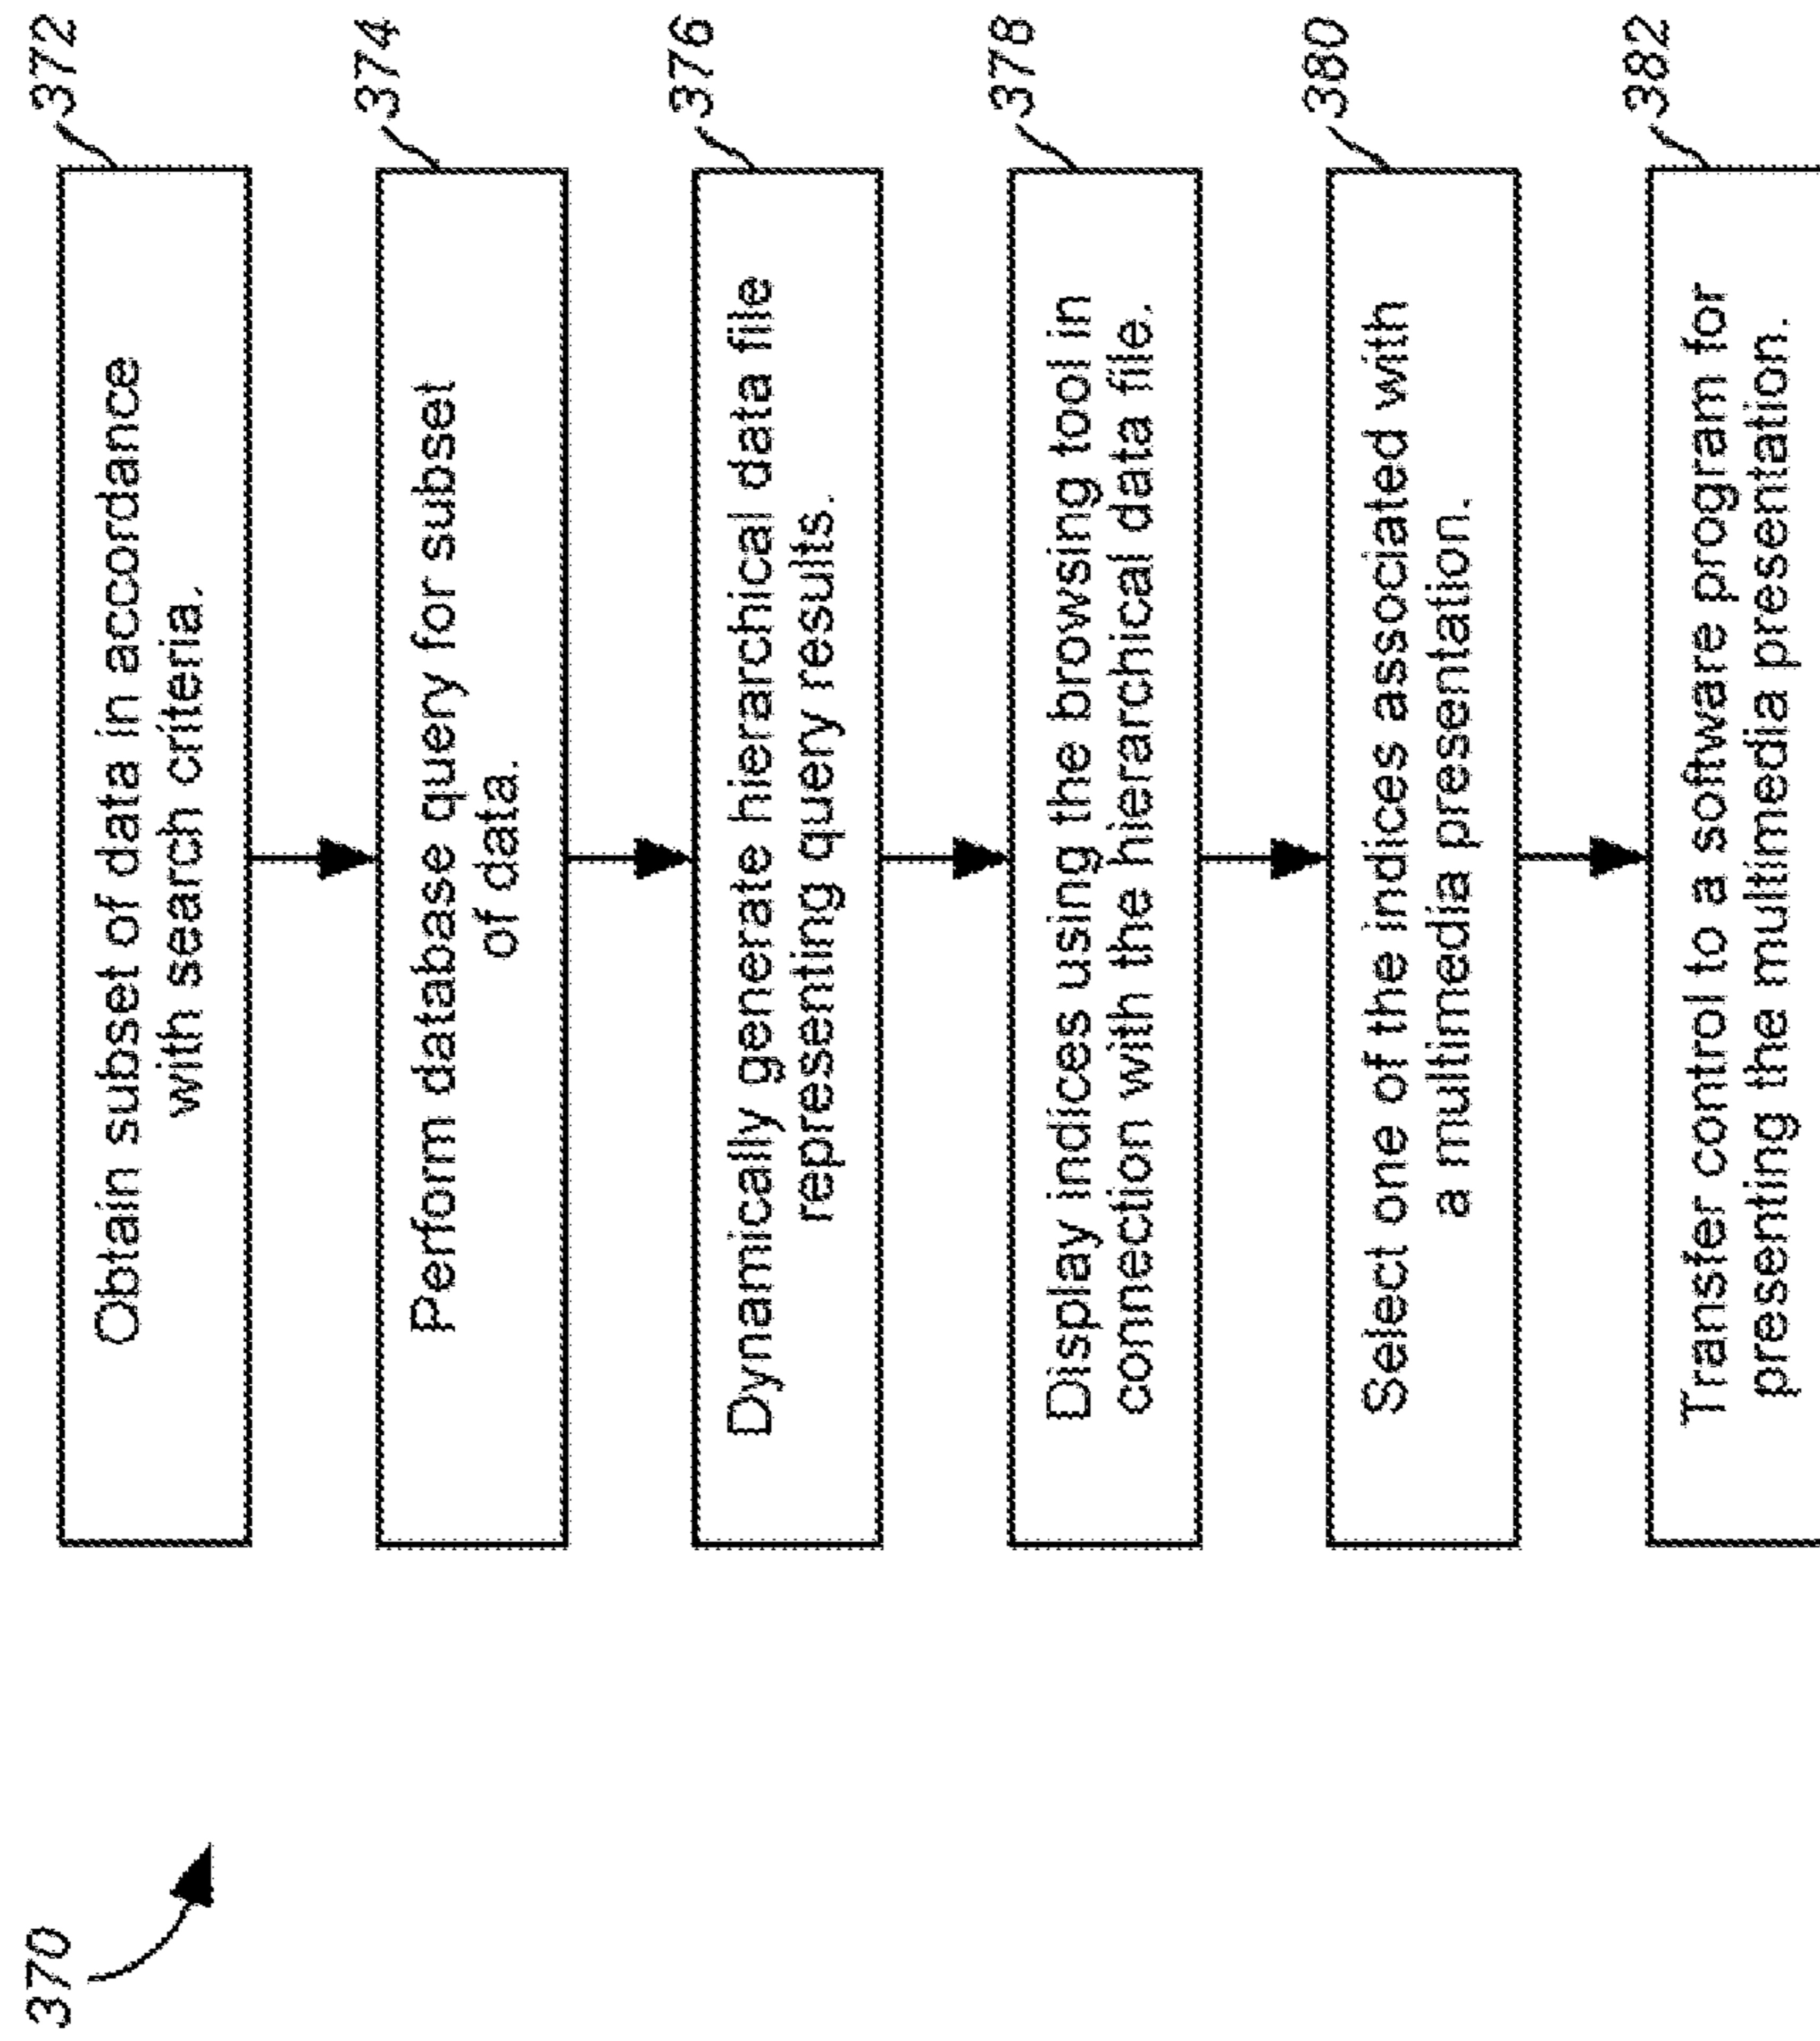 370
372
Obtain subset of data in accordance
with search criteria.
374
Perform database query for subset
of data.
376
Dynamically generate hierarchical data file
representing query results.
378
Display indices using the browsing tool in
connection with the hierarchical data file.
380
Select one of the indices associated with
a multimedia presentation.
382
Transfer control to a software program for
presenting the multimedia presentation.